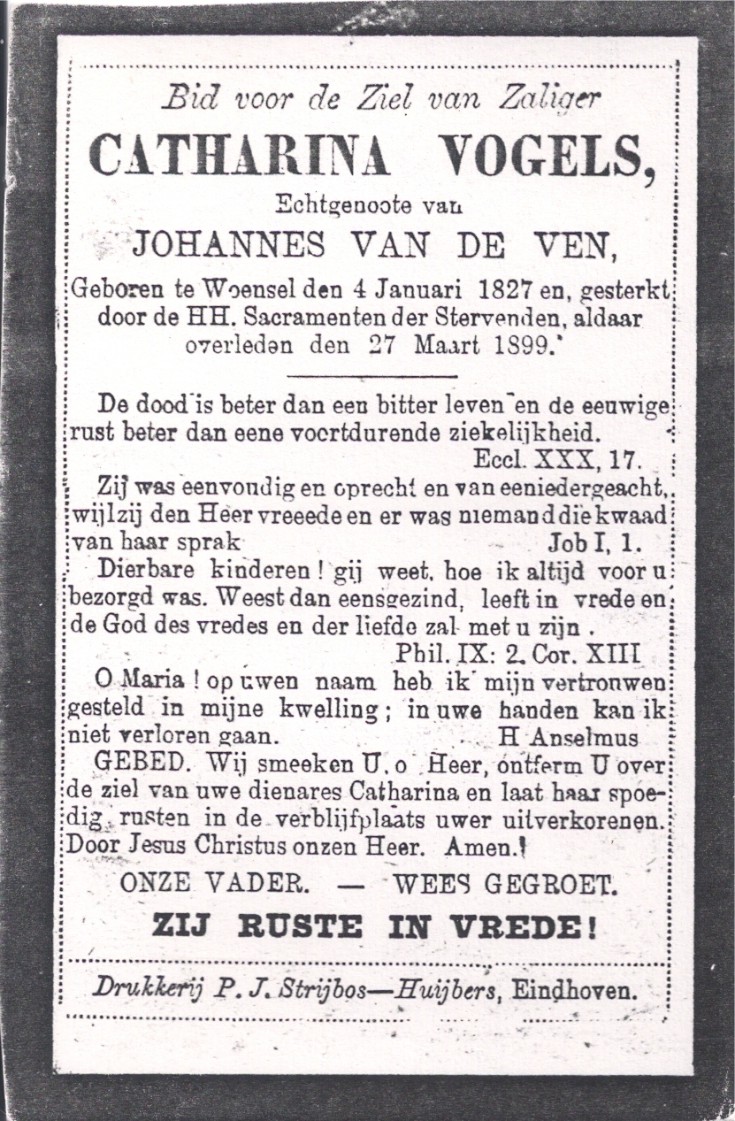 Bid voor de Ziel van Zaliger
CATHARINA VOGELS,
Echtgenoote van
JOHANNES VAN DE VEN,
Geboren te Woensel den 4 Januari 1827 en, gesterkt
door de HH. Sacramenten der Stervenden, aldaar
overleden den 27 Maart 1899.
De dood is beter dan een bitter leven en de eeuwige
rust beter dan eene voortdurende ziekelijkheid.
Eccl. XXX, 17.
Zij was eenvoudig en oprecht en van eeniedergeacht,
wijlzij den Heer vreeede en er was niemand die kwaad
van haar sprak Job I, 1.
Dierbare kinderen! gij weet, hoe ik altijd voor u
bezorgd was. Weest dan eensgezind, leeft in vrede en
de God des vredes en der liefde zal met u zijn.
Phil. IX: 2. Cor. XIII
O Maria! op uwen naam heb ik mijn vertronwen
gesteld in mijne kwelling; in uwe handen kan ik
niet verloren gaan. H Anselmus
GEBED. Wij smeeken U, o Heer, ontferm U over
de ziel van uwe dienares Catharina en laat haar spoe-
dig rusten in de verblijfplaats uwer uitverkorenen.
Door Jesus Christus onzen Heer. Amen.!
ONZE VADER. — WEES GEGROET.
ZIJ RUSTE IN VREDE!
Drukkerij P. J. Strijbos—Huijbers, Eindhoven.